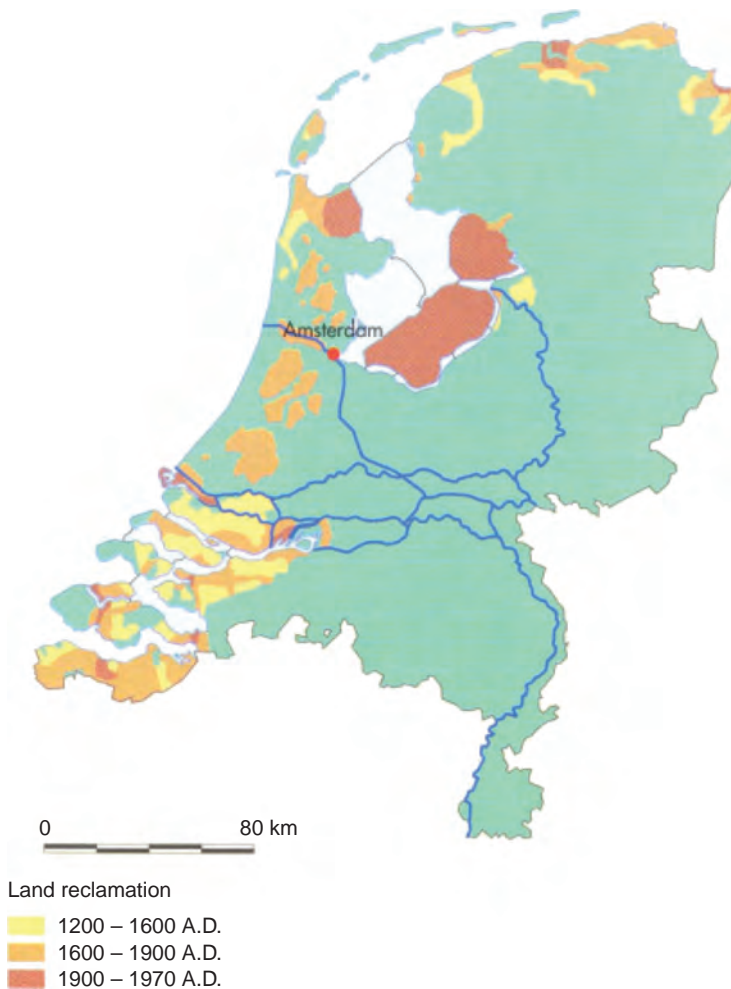 Amsterdam
0 80 km
Land reclamation
1200 – 1600 A.D.
1600 – 1900 A.D.
1900 – 1970 A.D.